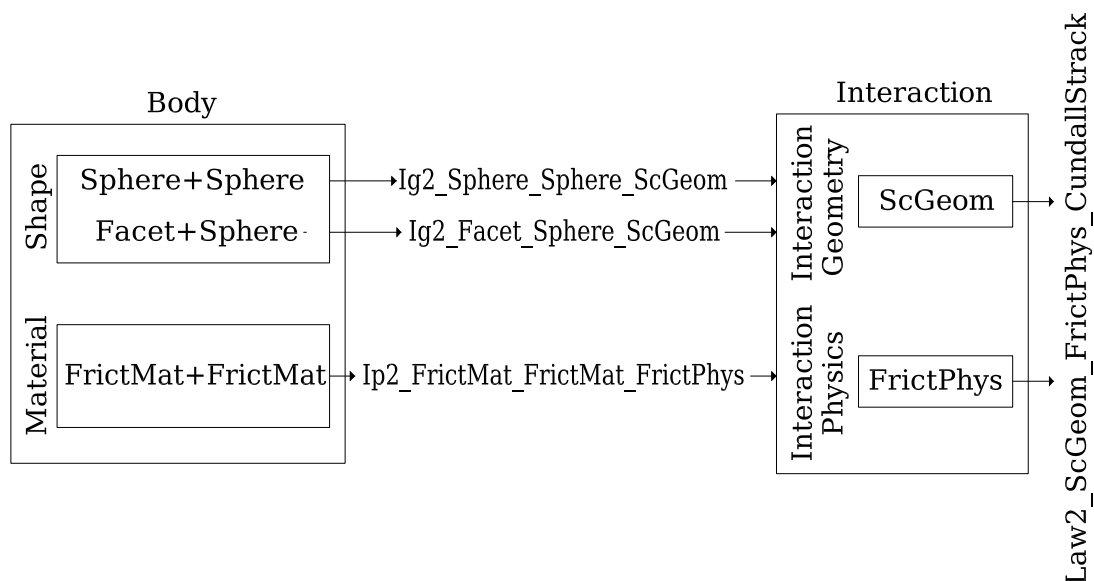 Body
Shape
Sphere+Sphere
Facet+Sphere
Material
FrictMat+FrictMat
Ig2_Sphere_Sphere_ScGeom
Ig2_Facet_Sphere_ScGeom
Ip2_FrictMat_FrictMat_FrictPhys
Interaction
Interaction
Geometry
ScGeom
Interaction
Physics
FrictPhys
Law2_ScGeom_FrictPhys_CundallStrack